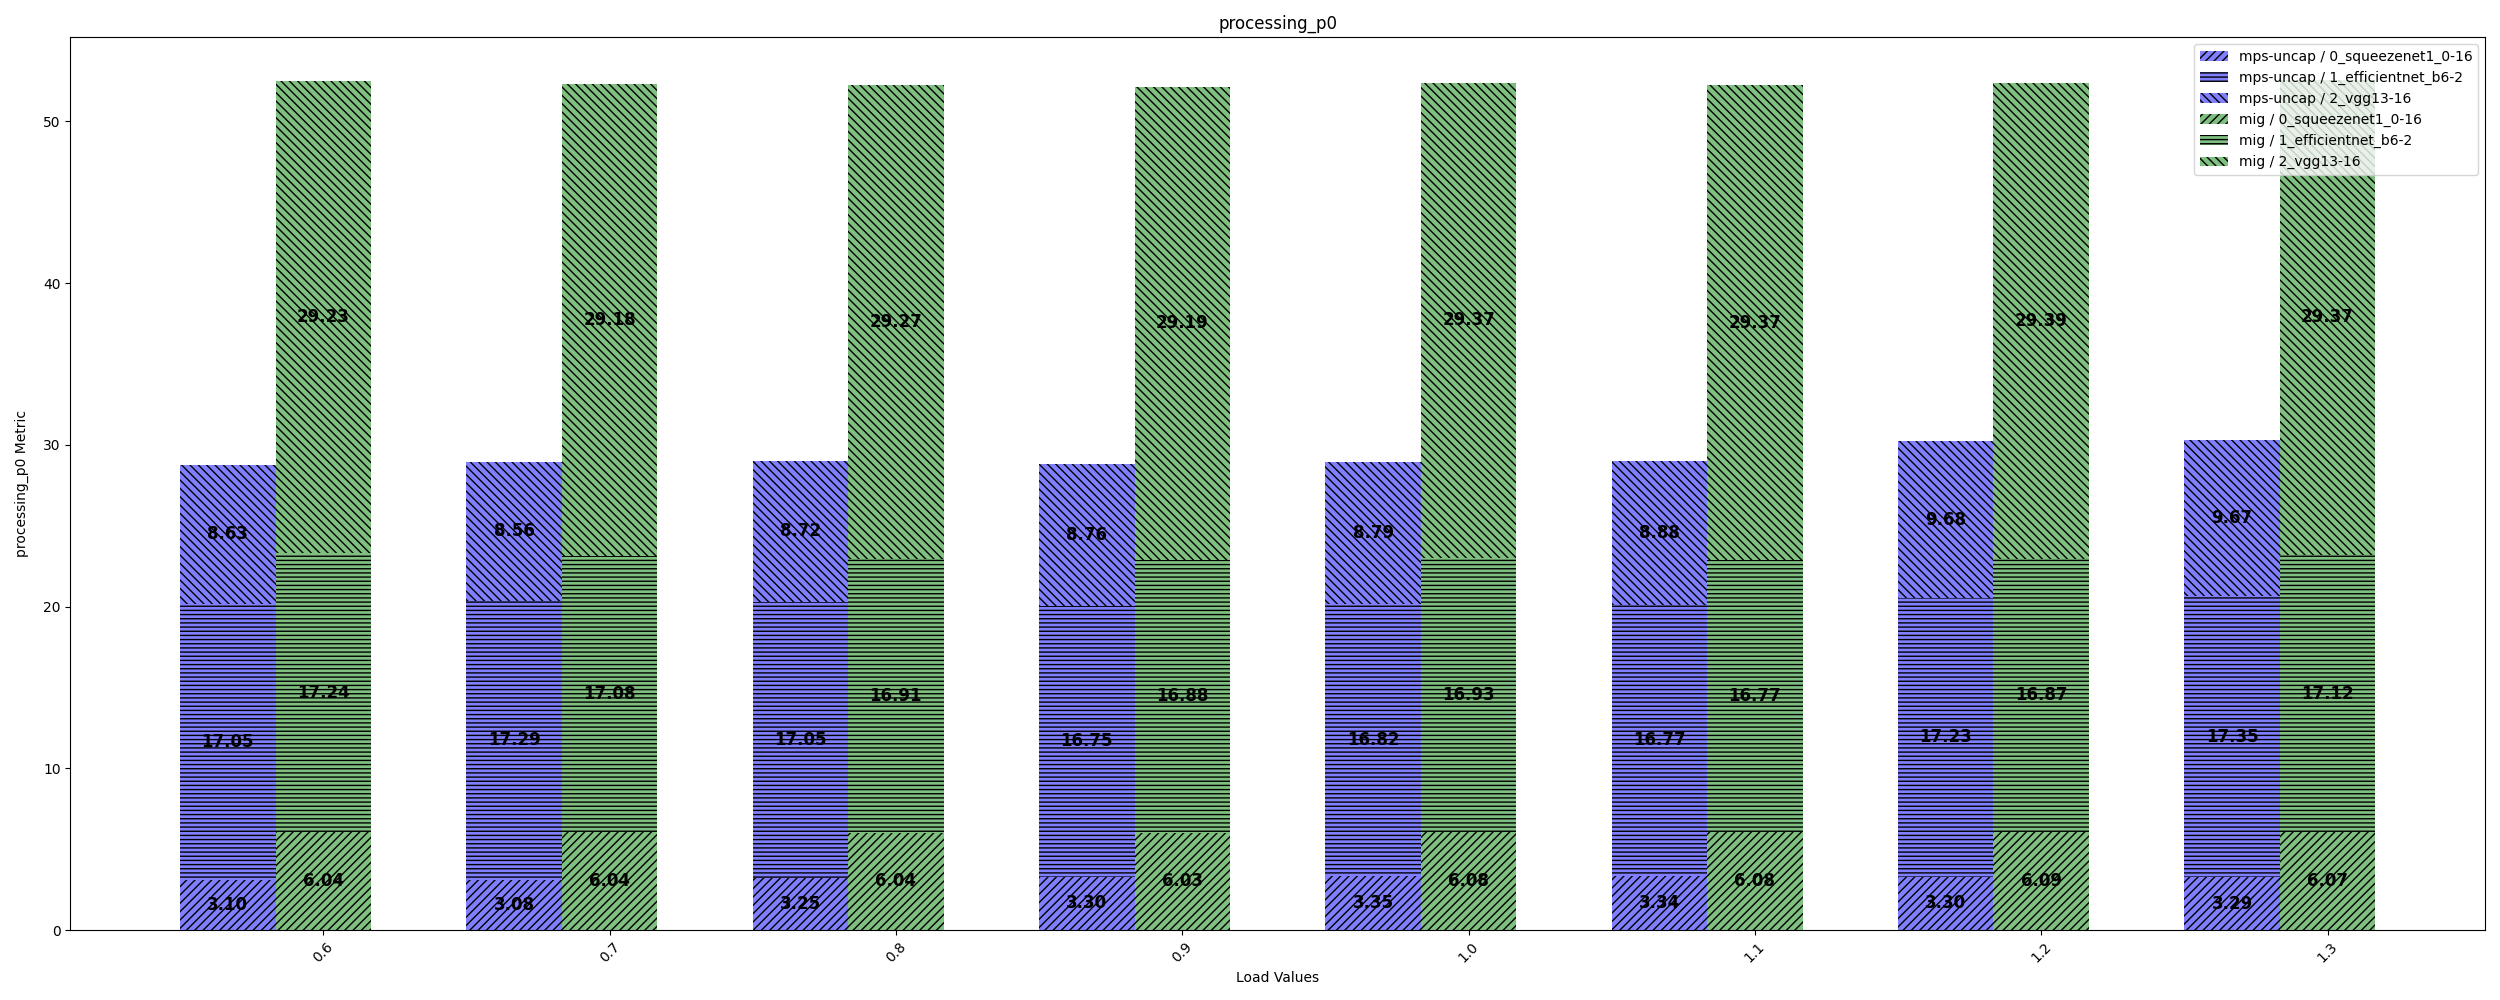 processing_p0
mps-uncap / 0_squeezenet1_0-16
mps-uncap / 1_efficientnet_b6-2
mps-uncap / 2_vgg13-16
mig / 0_squeezenet1_0-16
mig / 1_efficientnet_b6-2
mig / 2_vgg13-16
processing_p0 Metric
50
40
30
20
10
0
29.23 29.18 29.27 29.19 29.37 29.37 29.39 29.37
8.63 8.56 8.72 8.76 8.79 8.88 9.68 9.67
17.24 17.08 16.91 16.88 16.93 16.77 16.87 17.12
17.05 17.29 17.05 16.75 16.82 16.77 17.23 17.35
6.04 6.04 6.04 6.03 6.08 6.08 6.09 6.07
3.10 3.08 3.25 3.30 3.35 3.34 3.30 3.29
0.6 0.7 0.8 0.9 1.0 1.1 1.2 1.3
Load Values